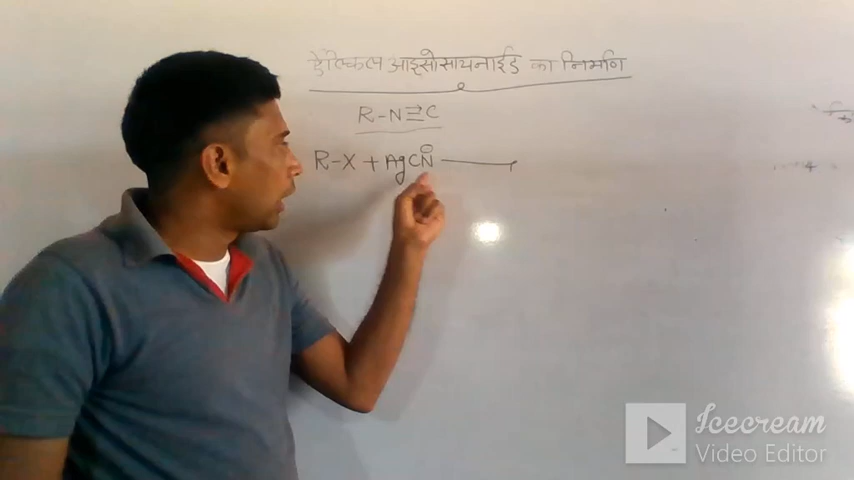 ऐल्किल आइसोसायनाईड का निर्माण
R-N≡C
R-X + AgCN
Icecream
Video Editor